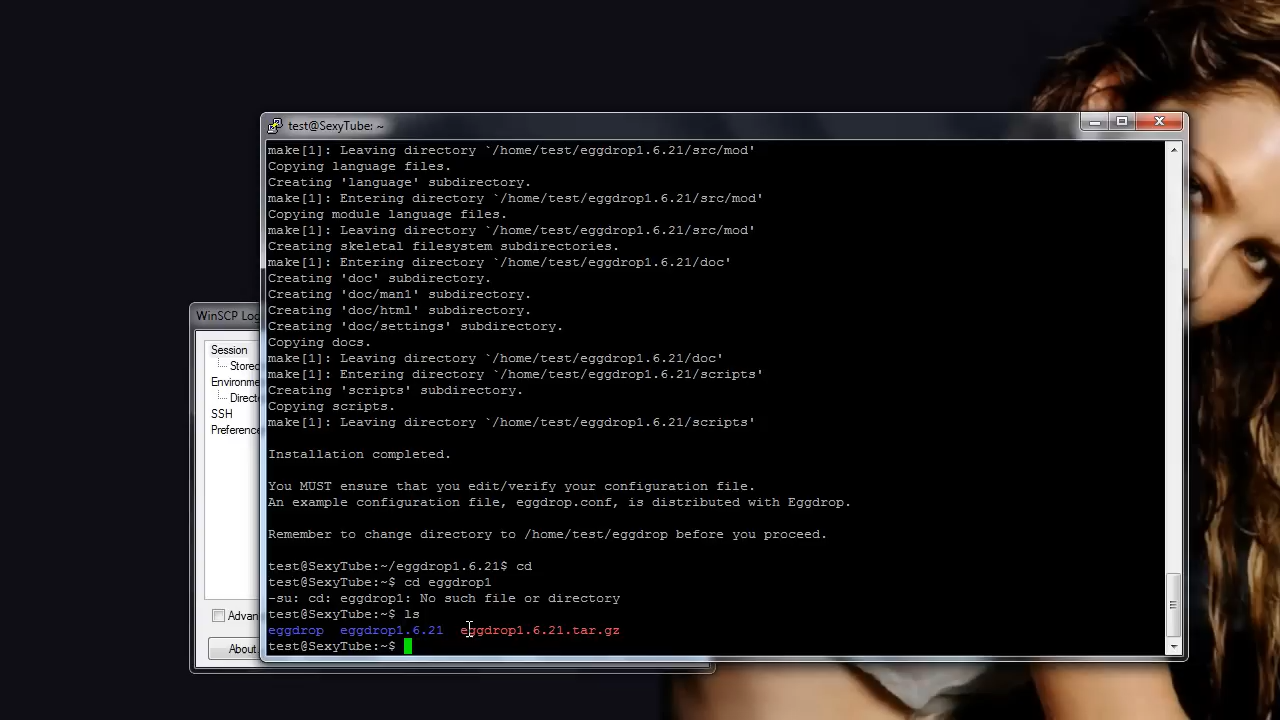 test@SexyTube: ~
make[1]: Leaving directory `/home/test/eggdrop1.6.21/src/mod'
Copying language files.
Creating 'language' subdirectory.
make[1]: Entering directory `/home/test/eggdrop1.6.21/src/mod'
Copying module language files.
make[1]: Leaving directory `/home/test/eggdrop1.6.21/src/mod'
Creating skeletal filesystem subdirectories.
make[1]: Entering directory `/home/test/eggdrop1.6.21/doc'
Creating 'doc' subdirectory.
Creating 'doc/man1' subdirectory.
Creating 'doc/html' subdirectory.
Creating 'doc/settings' subdirectory.
Copying docs.
make[1]: Leaving directory `/home/test/eggdrop1.6.21/doc'
make[1]: Entering directory `/home/test/eggdrop1.6.21/scripts'
Creating 'scripts' subdirectory.
Copying scripts.
make[1]: Leaving directory `/home/test/eggdrop1.6.21/scripts'
Installation completed.
You MUST ensure that you edit/verify your configuration file.
An example configuration file, eggdrop.conf, is distributed with Eggdrop.
Remember to change directory to /home/test/eggdrop before you proceed.
test@SexyTube:~/eggdrop1.6.21$ cd
test@SexyTube:~$ cd eggdrop1
-su: cd: eggdrop1: No such file or directory
test@SexyTube:~$ ls
eggdrop eggdrop1.6.21 eggdrop1.6.21.tar.gz
test@SexyTube:~$
WinSCP Log
Session
Stored
Environme
Direct
SSH
Preference
Advan
About